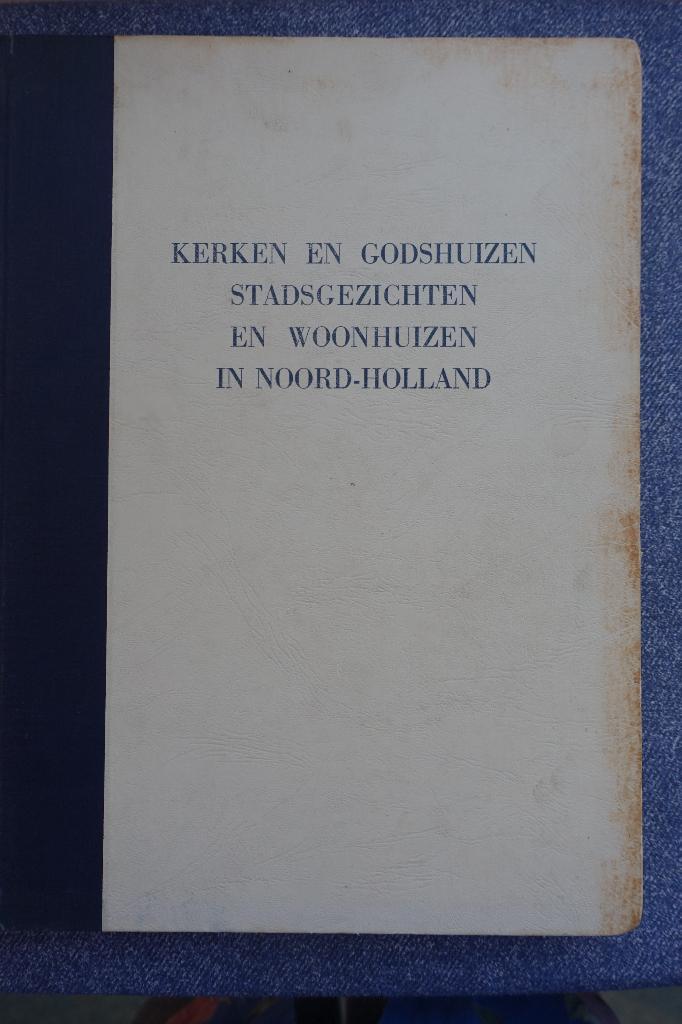 KERKEN EN GODSHUIZEN
STADSGEZICHTEN
EN WOONHUIZEN
IN NOORD-HOLLAND